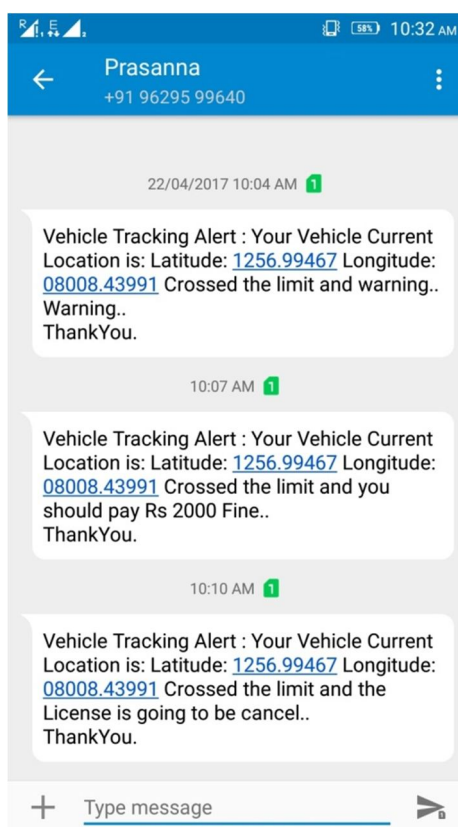 R E 58% 10:32 AM
Prasanna
+91 96295 99640
22/04/2017 10:04 AM 1
Vehicle Tracking Alert : Your Vehicle Current
Location is: Latitude: 1256.99467 Longitude:
08008.43991 Crossed the limit and warning..
Warning..
ThankYou.
10:07 AM 1
Vehicle Tracking Alert : Your Vehicle Current
Location is: Latitude: 1256.99467 Longitude:
08008.43991 Crossed the limit and you
should pay Rs 2000 Fine..
ThankYou.
10:10 AM 1
Vehicle Tracking Alert : Your Vehicle Current
Location is: Latitude: 1256.99467 Longitude:
08008.43991 Crossed the limit and the
License is going to be cancel..
ThankYou.
Type message